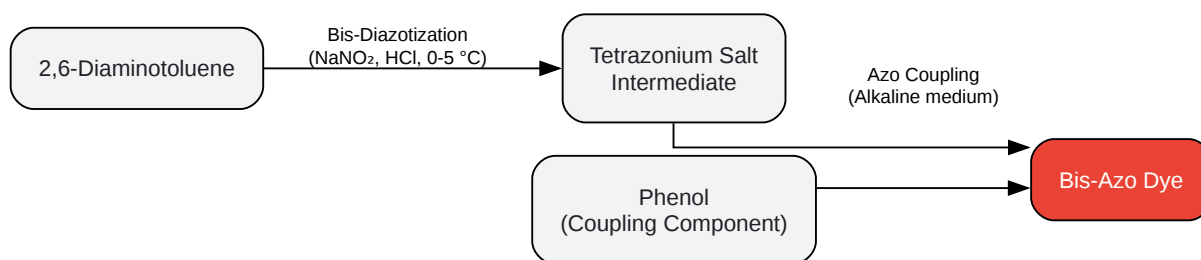 2,6-Diaminotoluene
Bis-Diazotization
(NaNO₂, HCl, 0-5 °C)
Tetrazonium Salt
Intermediate
Azo Coupling
(Alkaline medium)
Phenol
(Coupling Component)
Bis-Azo Dye